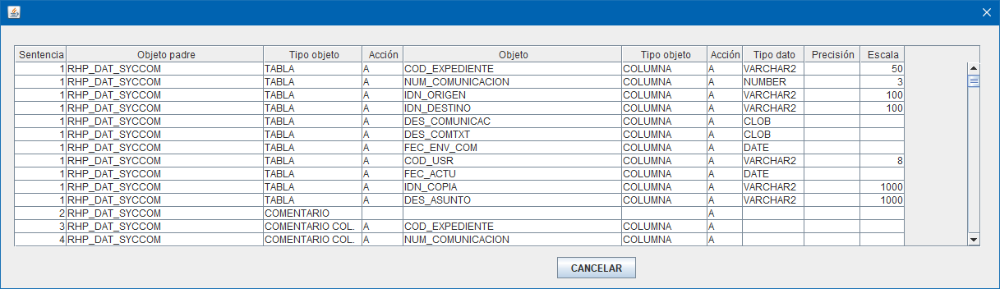 Sentencia Objeto padre Tipo objeto Acción Objeto Tipo objeto Acción Tipo dato Precisión Escala
1 RHP_DAT_SYCCOM TABLA A COD_EXPEDIENTE COLUMNA A VARCHAR2 50
1 RHP_DAT_SYCCOM TABLA A NUM_COMUNICACION COLUMNA A NUMBER 3
1 RHP_DAT_SYCCOM TABLA A IDN_ORIGEN COLUMNA A VARCHAR2 100
1 RHP_DAT_SYCCOM TABLA A IDN_DESTINO COLUMNA A VARCHAR2 100
1 RHP_DAT_SYCCOM TABLA A DES_COMUNICAC COLUMNA A CLOB
1 RHP_DAT_SYCCOM TABLA A DES_COMTXT COLUMNA A CLOB
1 RHP_DAT_SYCCOM TABLA A FEC_ENV_COM COLUMNA A DATE
1 RHP_DAT_SYCCOM TABLA A COD_USR COLUMNA A VARCHAR2 8
1 RHP_DAT_SYCCOM TABLA A FEC_ACTU COLUMNA A DATE
1 RHP_DAT_SYCCOM TABLA A IDN_COPIA COLUMNA A VARCHAR2 1000
1 RHP_DAT_SYCCOM TABLA A DES_ASUNTO COLUMNA A VARCHAR2 1000
2 RHP_DAT_SYCCOM COMENTARIO A
3 RHP_DAT_SYCCOM COMENTARIO COL. A COD_EXPEDIENTE COLUMNA A
4 RHP_DAT_SYCCOM COMENTARIO COL. A NUM_COMUNICACION COLUMNA A
CANCELAR